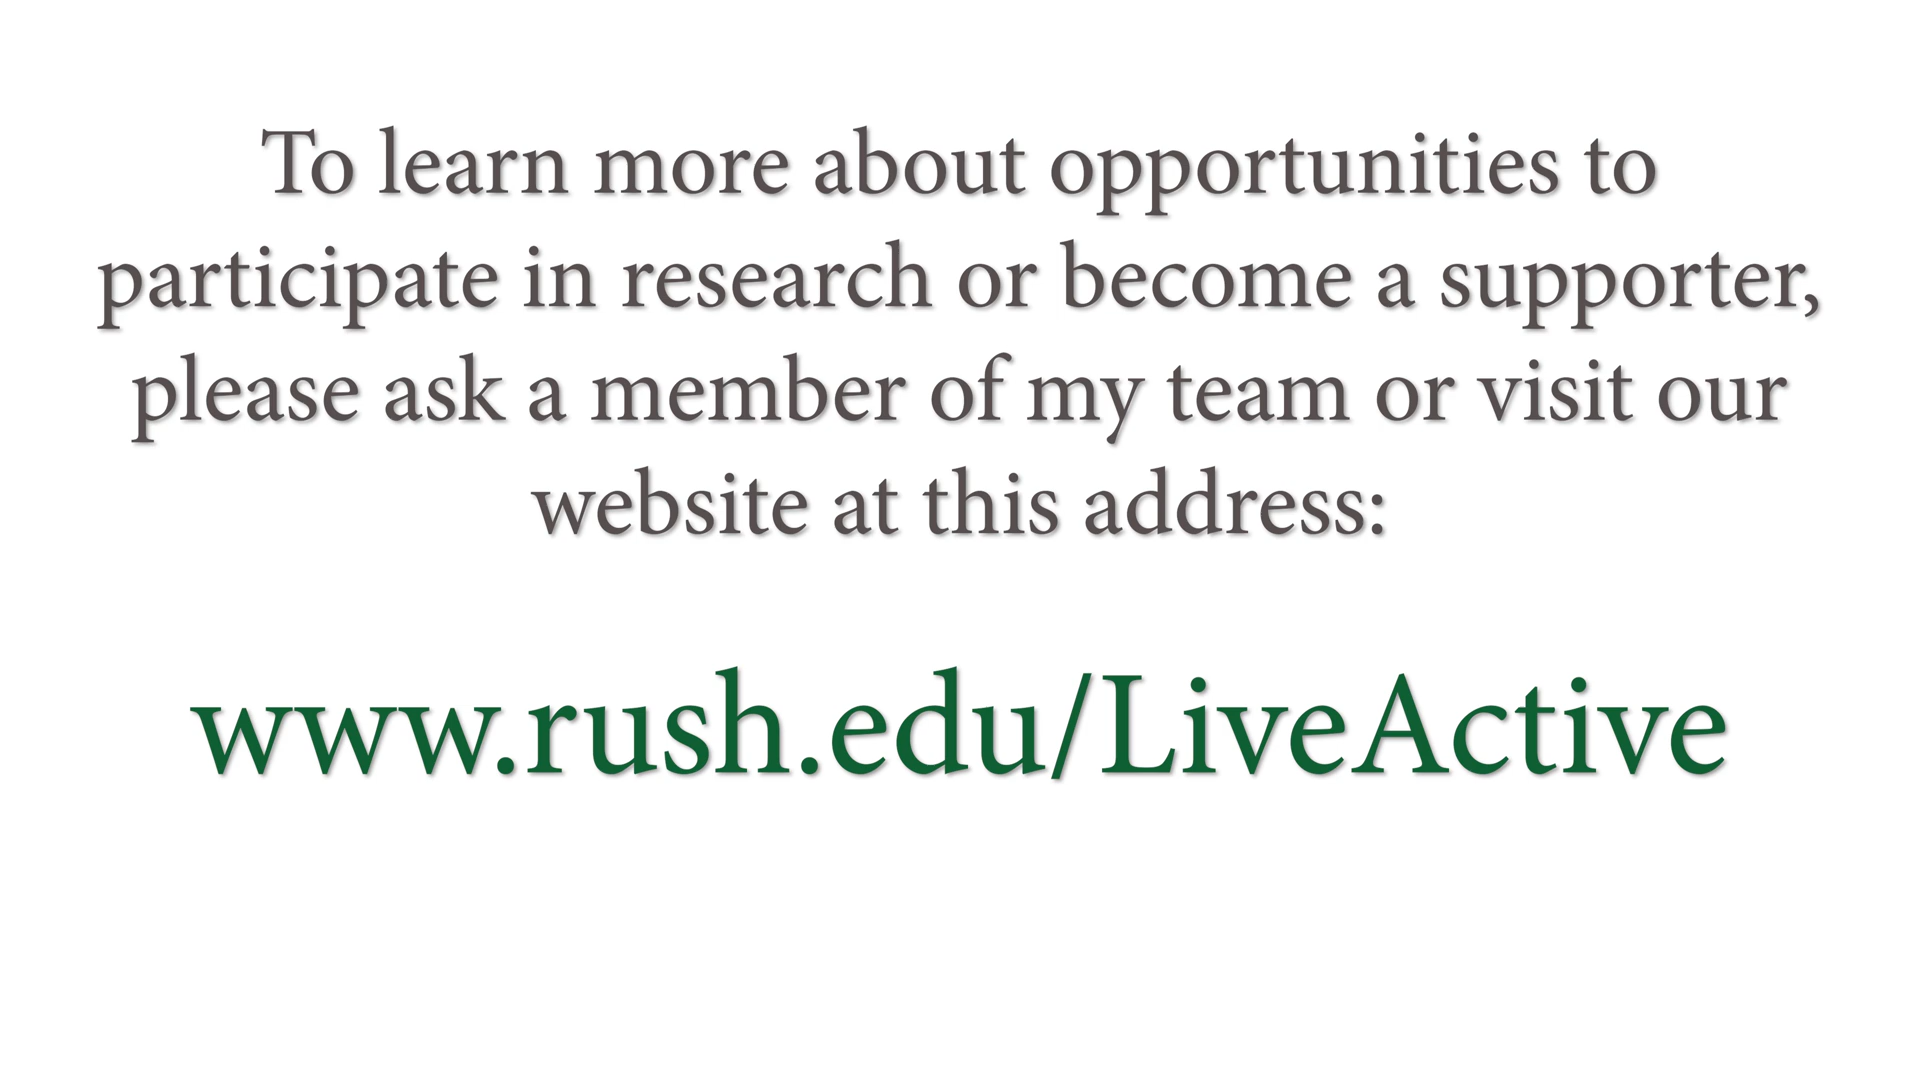 To learn more about opportunities to
participate in research or become a supporter,
please ask a member of my team or visit our
website at this address:
www.rush.edu/LiveActive